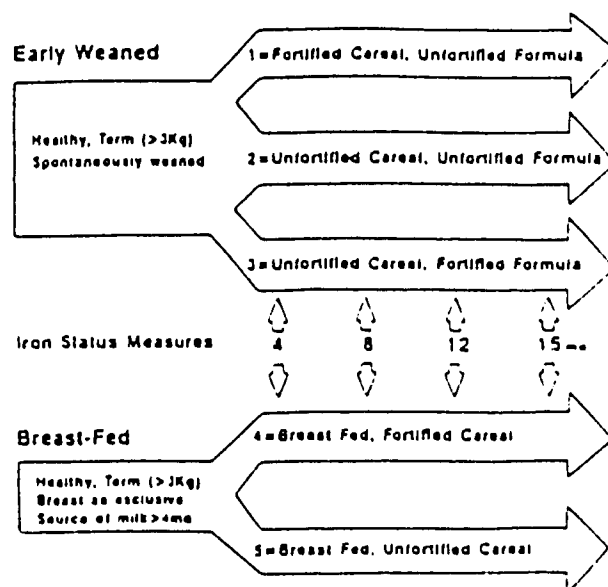 Early Weaned
1=Fortified Cereal, Unfortified Formula
Healthy, Term (>3Kg)
Spontaneously weaned
2=Unfortified Cereal, Unfortified Formula
3=Unfortified Cereal, Fortified Formula
Iron Status Measures 4 8 12 15mo
Breast-Fed
4=Breast Fed, Fortified Cereal
Healthy, Term (>3Kg)
Breast as exclusive
Source of milk>4mo
5=Breast Fed, Unfortified Cereal